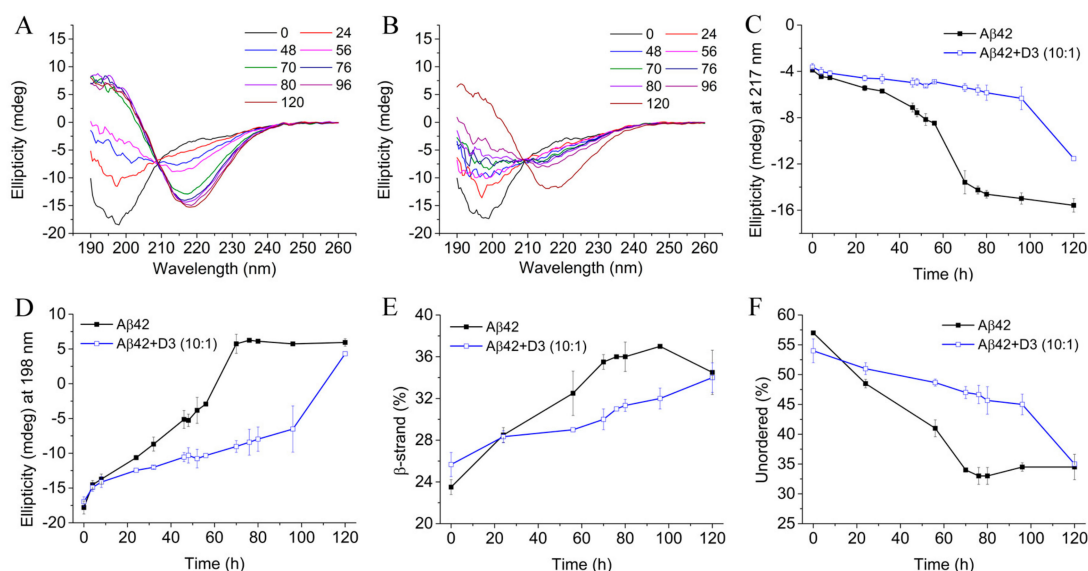 A
0 24
48 56
70 76
80 96
120
10
5
0
-5
-10
-15
-20
190 200 210 220 230 240 250 260
Ellipticity (mdeg)
Wavelength (nm)
B
0 24
48 56
70 76
80 96
120
10
5
0
-5
-10
-15
-20
190 200 210 220 230 240 250 260
Ellipticity (mdeg)
Wavelength (nm)
C
Aβ42
Aβ42+D3 (10:1)
0
-4
-8
-12
-16
0 20 40 60 80 100 120
Ellipticity (mdeg) at 217 nm
Time (h)
D
Aβ42
Aβ42+D3 (10:1)
10
5
0
-5
-10
-15
-20
0 20 40 60 80 100 120
Ellipticity (mdeg) at 198 nm
Time (h)
E
Aβ42
Aβ42+D3 (10:1)
40
36
32
28
24
20
0 20 40 60 80 100 120
β-strand (%)
Time (h)
F
Aβ42
Aβ42+D3 (10:1)
60
55
50
45
40
35
30
25
0 20 40 60 80 100 120
Unordered (%)
Time (h)